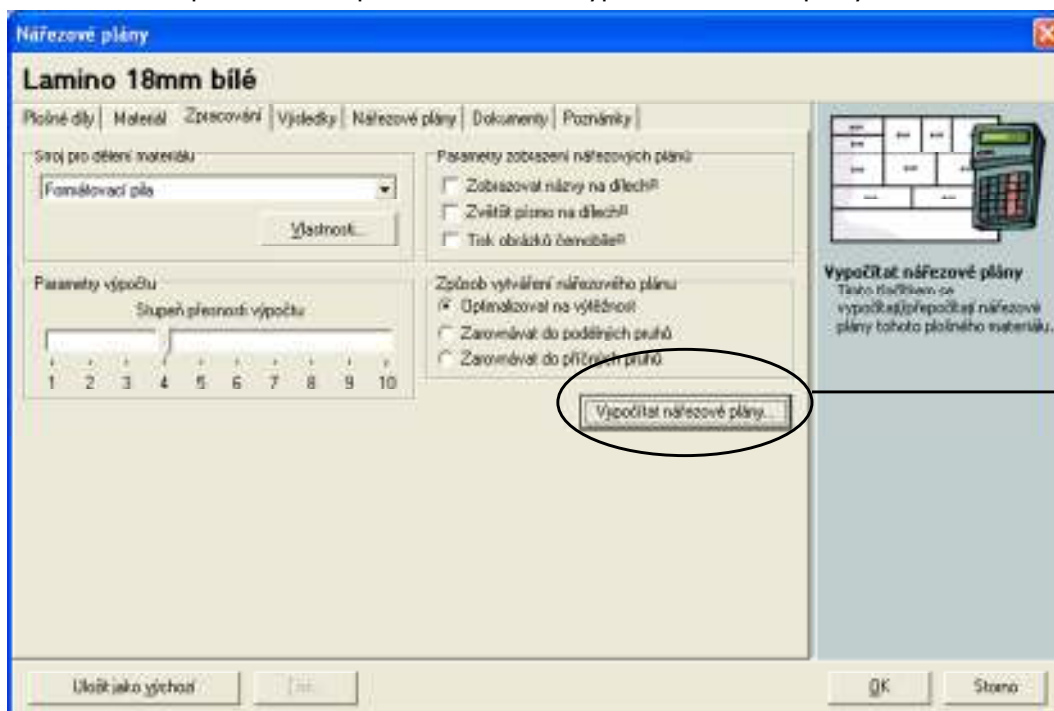 Nářezové plány
Lamino 18mm bílé
Plošné díly Materiál Zpracování Výsledky Nářezové plány Dokumenty Poznámky
Stroj pro dělení materiálu
Formátovací pila
Vlastnosti...
Parametry zobrazení nářezových plánů
Zobrazovat názvy na dílech
Zvětšit písmo na dílech
Tisk obrázků černobíle
Parametry výpočtu
Stupeň přesnosti výpočtu
1 2 3 4 5 6 7 8 9 10
Způsob vytváření nářezového plánu
Optimalizovat na výtěžnost
Zarovnávat do podélných pruhů
Zarovnávat do příčných pruhů
Vypočítat nářezové plány...
Vypočítat nářezové plány
Tímto tlačítkem se
vypočítají/přepočítají nářezové
plány tohoto plošného materiálu.
Uložit jako výchozí
OK
Storno